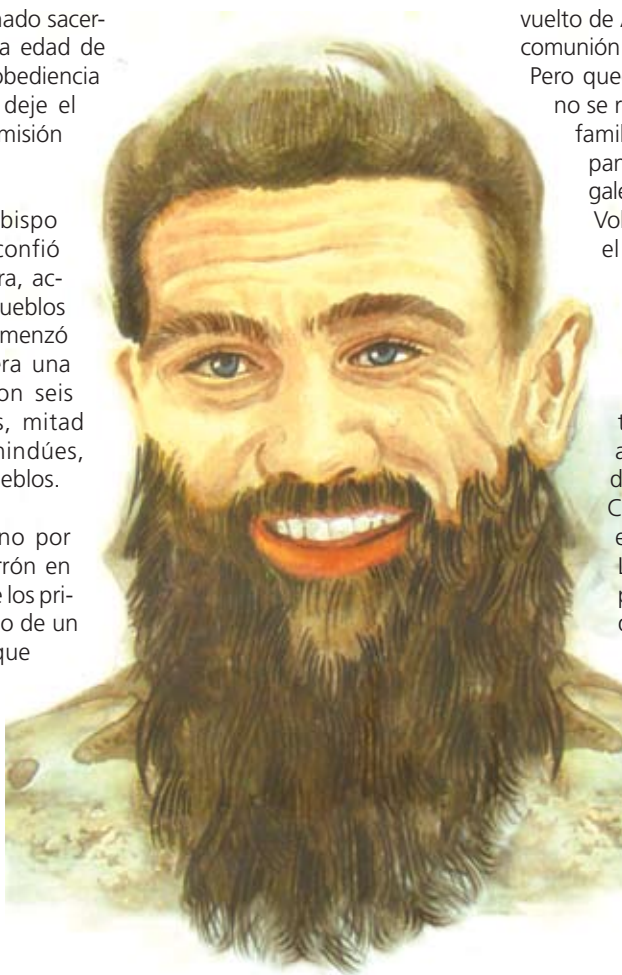 nado sacer-
a edad de
obediencia
deje el
misión
bispo
confió
ra, ac-
ueblos
menzó
era una
on seis
s, mitad
hindúes,
eblos.
no por
rrón en
e los pri-
o de un
que
vuelto de A
comunión
Pero que
no se r
famil
pan
gale
Vol
el
t
a
d
C
e
L
p